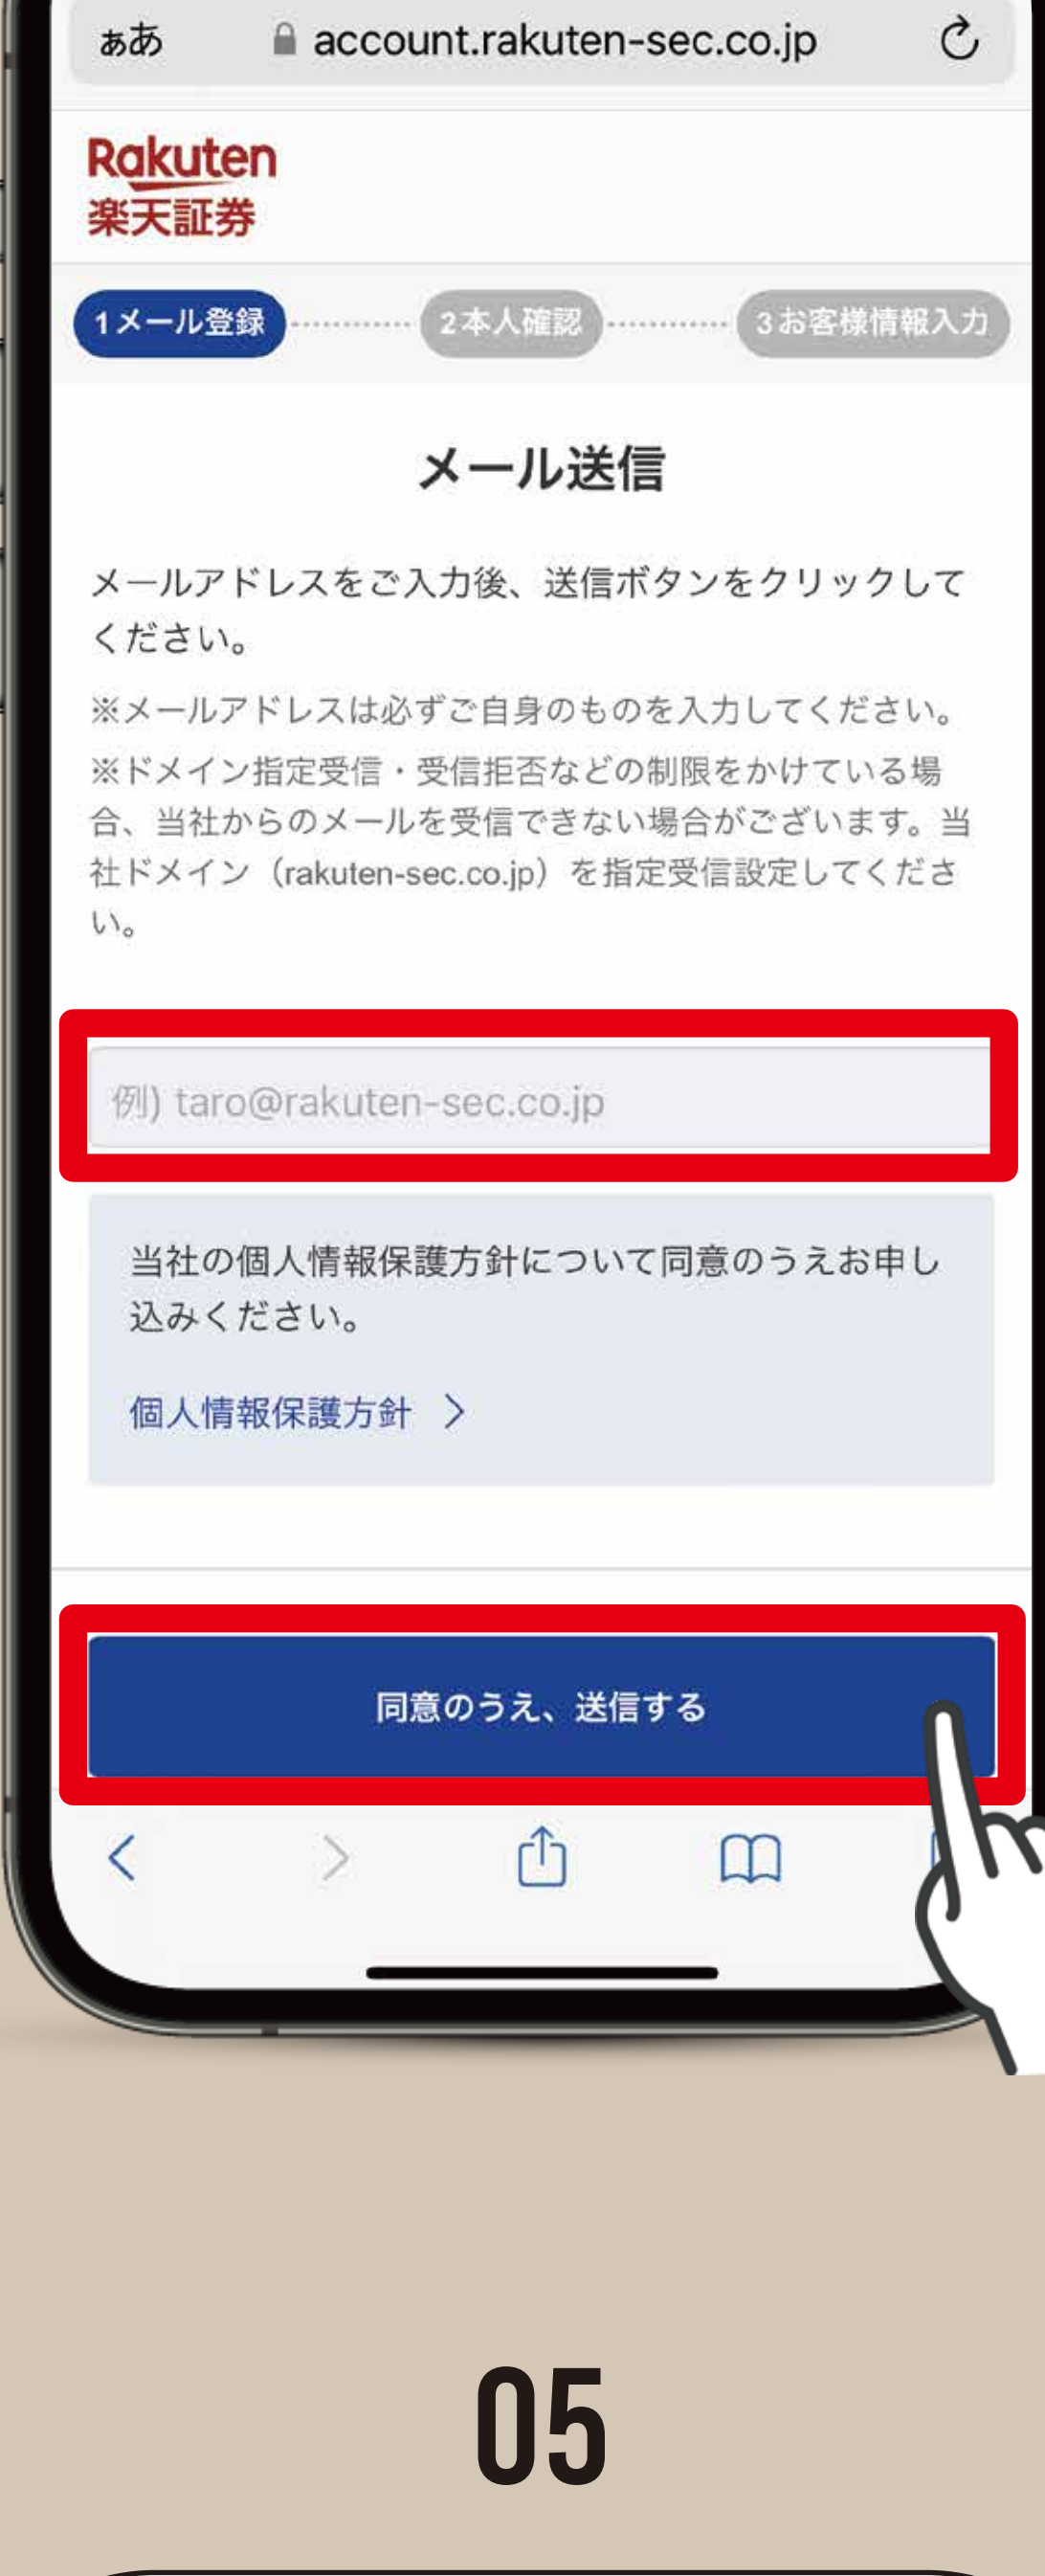 ああ account.rakuten-sec.co.jp
Rakuten
楽天証券
1メール登録 2本人確認 3お客様情報入力
メール送信
メールアドレスをご入力後、送信ボタンをクリックして
ください。
※メールアドレスは必ずご自身のものを入力してください。
※ドメイン指定受信・受信拒否などの制限をかけている場
合、当社からのメールを受信できない場合がございます。当
社ドメイン（rakuten-sec.co.jp）を指定受信設定してくださ
い。
例) taro@rakuten-sec.co.jp
当社の個人情報保護方針について同意のうえお申し
込みください。
個人情報保護方針
同意のうえ、送信する
05